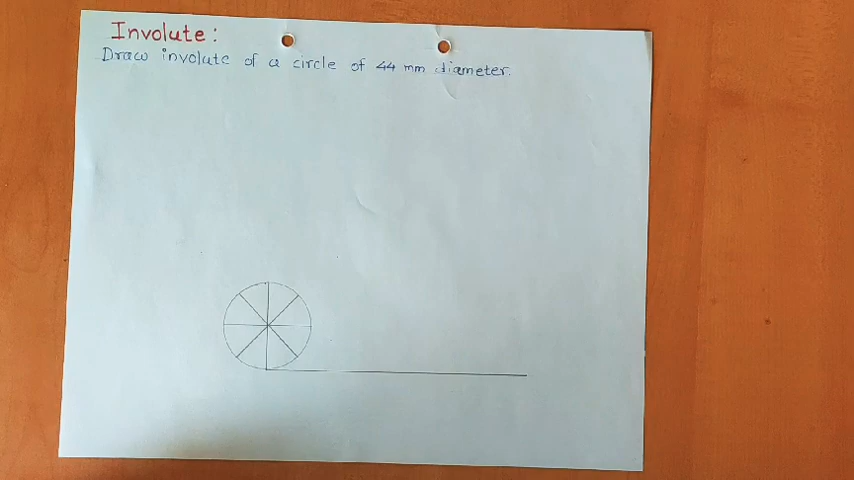 Involute:
Draw involute of a circle of 44 mm diameter.